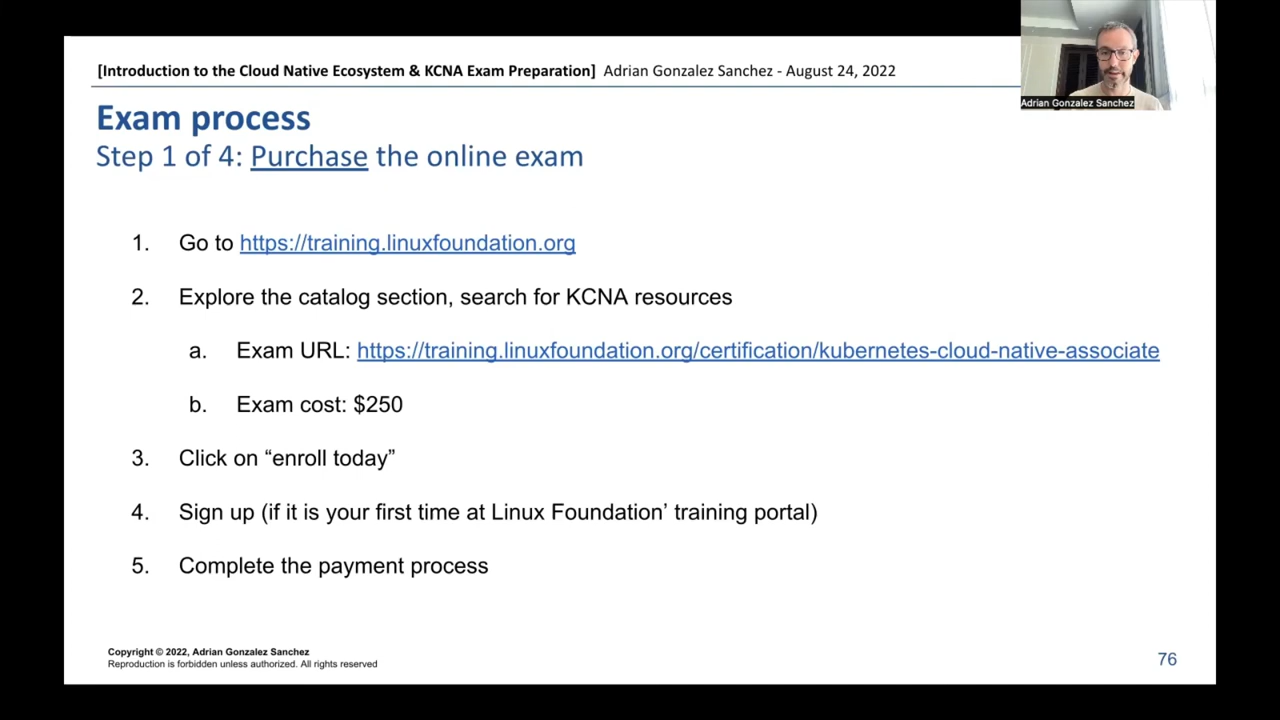 [Introduction to the Cloud Native Ecosystem & KCNA Exam Preparation] Adrian Gonzalez Sanchez - August 24, 2022
Adrian Gonzalez Sanchez
Exam process
Step 1 of 4: Purchase the online exam
1. Go to https://training.linuxfoundation.org
2. Explore the catalog section, search for KCNA resources
a. Exam URL: https://training.linuxfoundation.org/certification/kubernetes-cloud-native-associate
b. Exam cost: $250
3. Click on “enroll today”
4. Sign up (if it is your first time at Linux Foundation’ training portal)
5. Complete the payment process
Copyright © 2022, Adrian Gonzalez Sanchez
Reproduction is forbidden unless authorized. All rights reserved
76